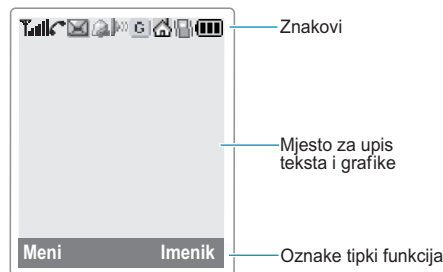 Znakovi
G
Mjesto za upis
teksta i grafike
Meni Imenik
Oznake tipki funkcija